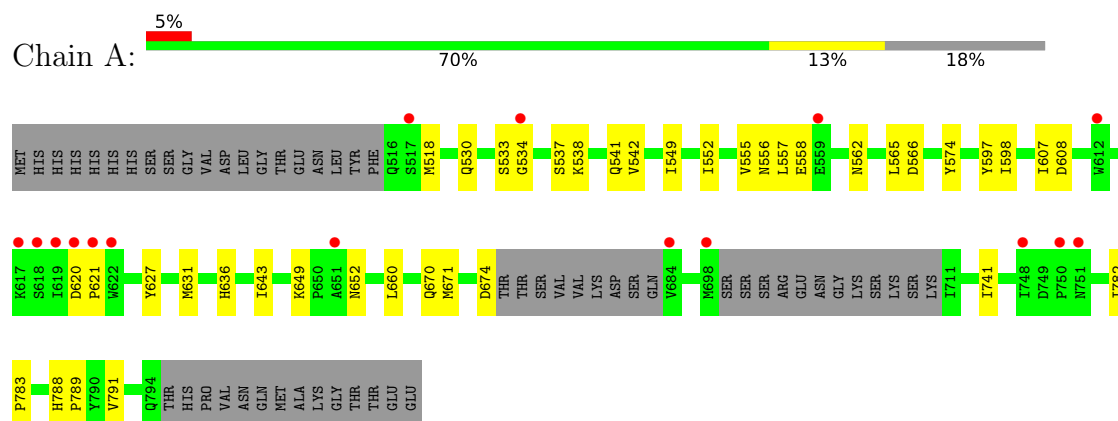 5%
Chain A:
70% 13% 18%
MET HIS HIS HIS HIS HIS HIS SER SER GLY VAL ASP LEU GLY THR GLU ASN LEU TYR PHE Q516 S517 M518 Q530 S533 G534 S537 K538 Q541 V542 I549 I552 V555 N556 L557 E558 E559 N562 L565 D566 Y574 Y597 I598 I607 D608 W612
K617 S618 I619 D620 P621 W622 Y627 M631 H636 I643 K649 P650 A651 N652 L660 Q670 M671 D674 THR THR SER VAL VAL LYS ASP SER GLN V684 M698 SER SER SER ARG GLU ASN GLY LYS SER LYS SER LYS I711 I741 I748 D749 P750 N751 I782
P783 H788 P789 Y790 V791 Q794 THR HIS PRO VAL ASN GLN MET ALA LYS GLY THR THR GLU GLU